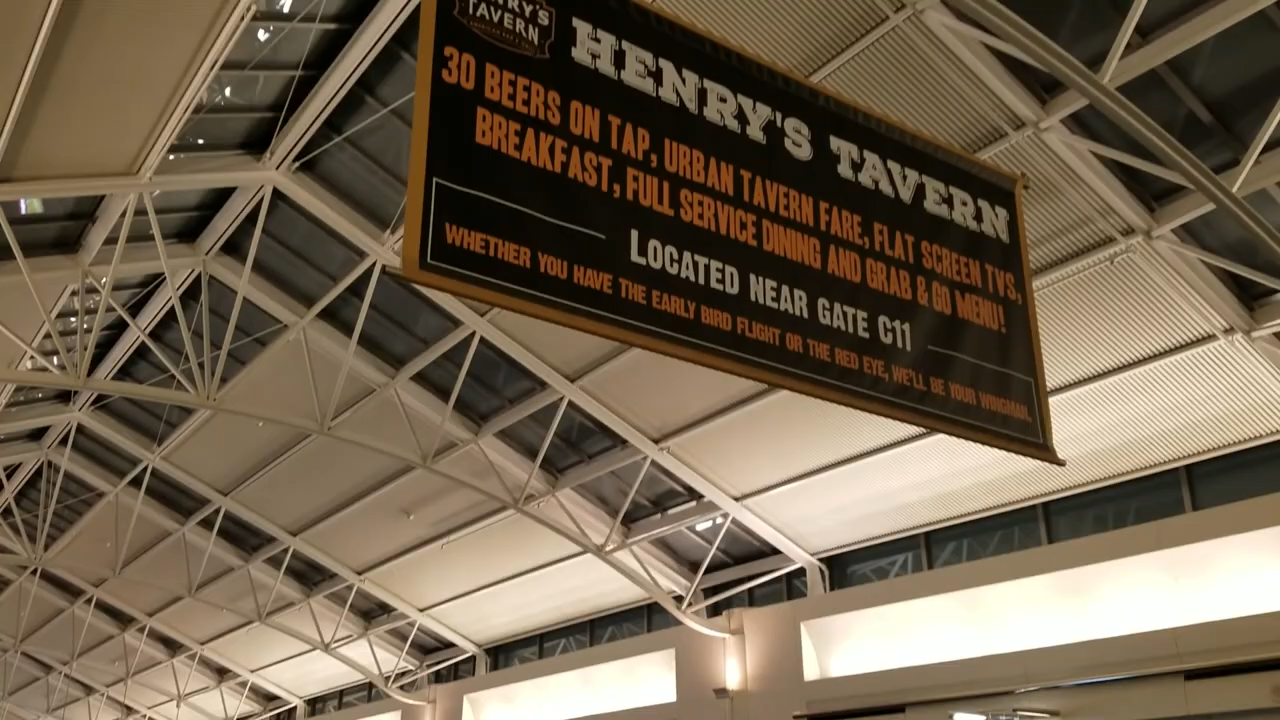 TAVERN
HENRY'S TAVERN
30 BEERS ON TAP, URBAN TAVERN FARE, FLAT SCREEN TVS,
BREAKFAST, FULL SERVICE DINING AND GRAB & GO MENU!
LOCATED NEAR GATE C11
WHETHER YOU HAVE THE EARLY BIRD FLIGHT OR THE RED EYE, WE'LL BE YOUR WINGMAN.